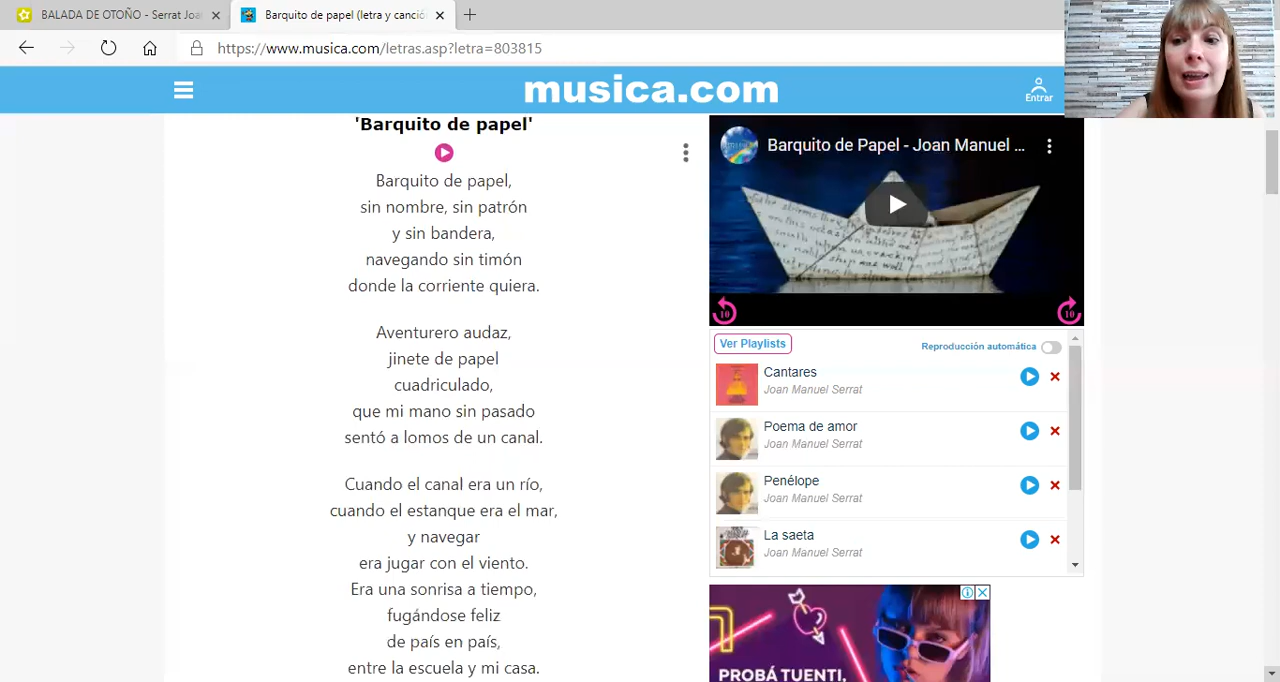 BALADA DE OTOÑO - Serrat Joa
Barquito de papel (letra y canció
https://www.musica.com
?letra=80381
musica.com
Entrar
'Barquito de papel'
Barquito de papel,
sin nombre, sin patrón
y sin bandera,
navegando sin timón
donde la corriente quiera.
Aventurero audaz,
jinete de papel
cuadriculado,
que mi mano sin pasado
sentó a lomos de un canal.
Cuando el canal era un río,
cuando el estanque era el mar,
y navegar
era jugar con el viento.
Era una sonrisa a tiempo,
fugándose feliz
de país en país,
entre la escuela y mi casa.
Barquito de Papel - Joan Manuel ...
10
10
Ver Playlists
Reproducción automática
Cantares
Joan Manuel Serrat
Poema de amor
Joan Manuel Serrat
Penélope
Joan Manuel Serrat
La saeta
Joan Manuel Serrat
PROBÁ TUENTI,